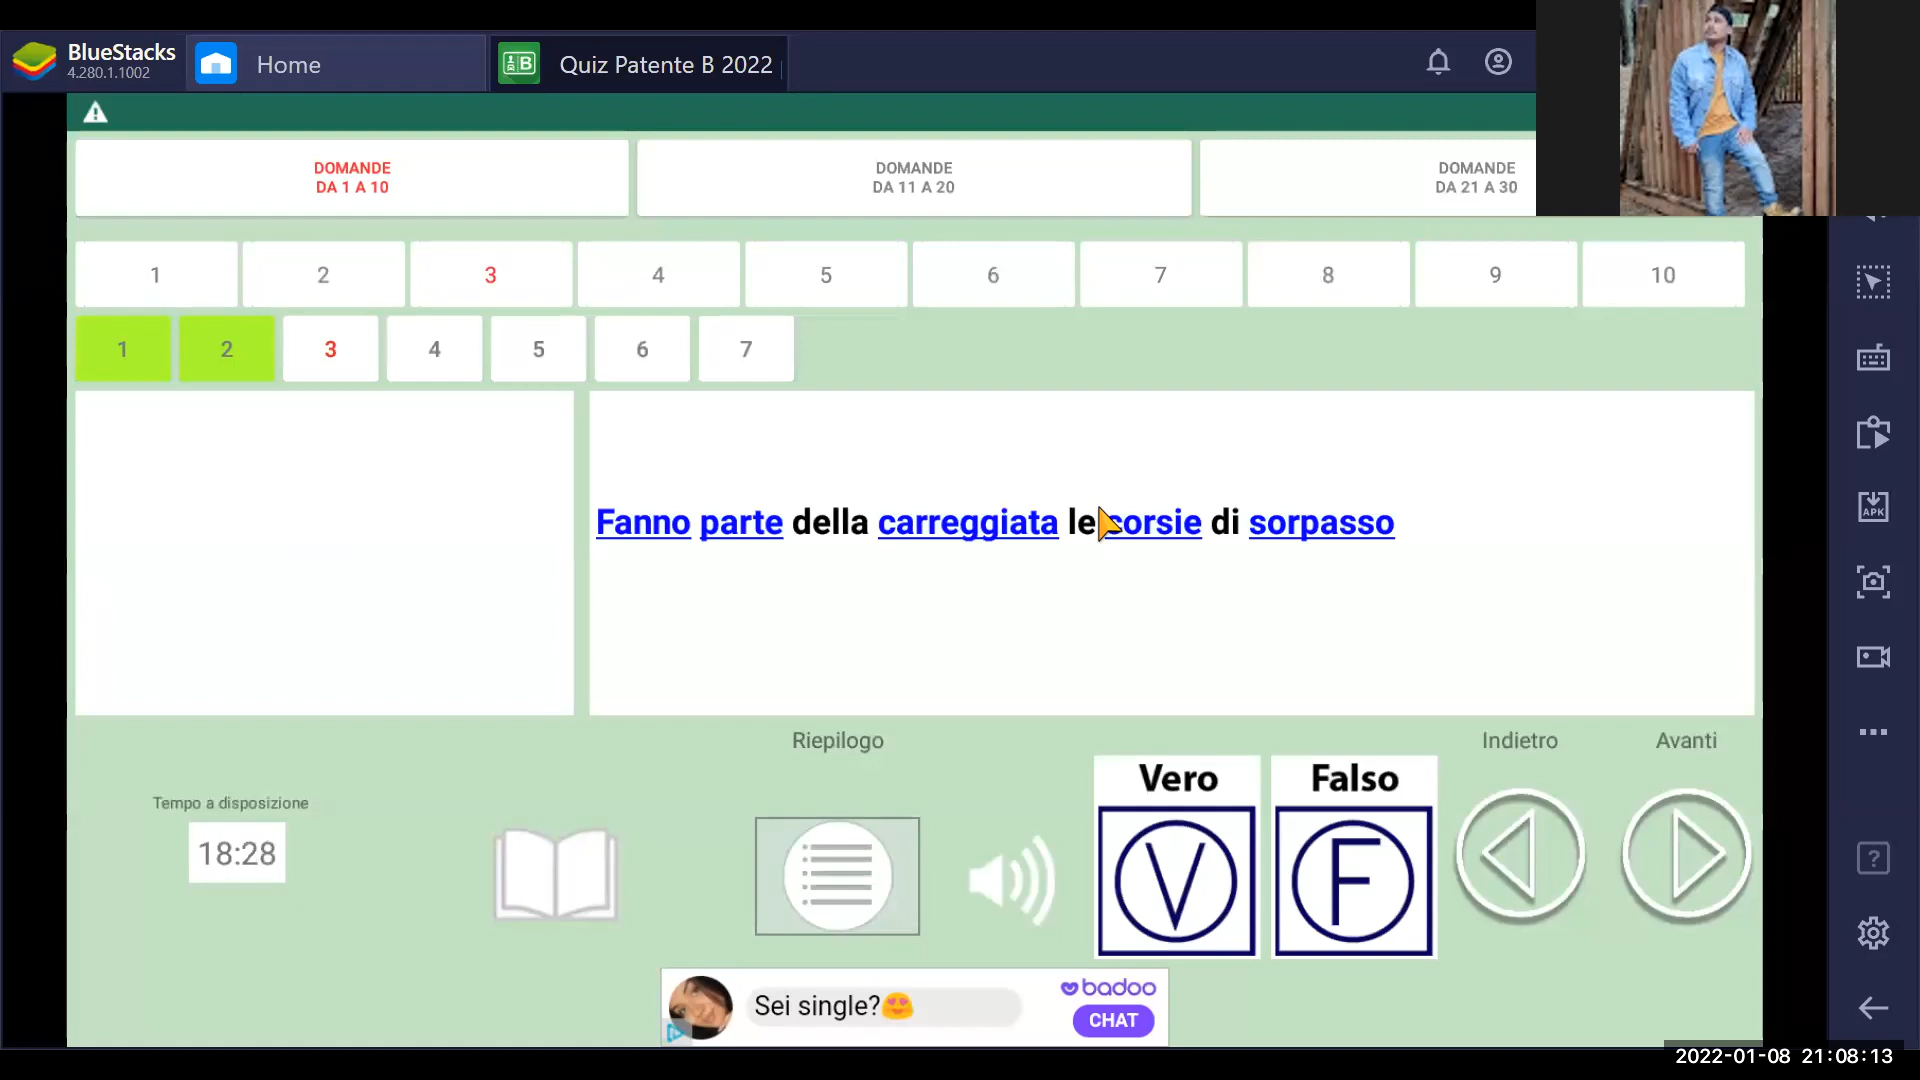 BlueStacks
4.280.1.1002
Home
B
Quiz Patente B 2022
DOMANDE
DA 1 A 10
DOMANDE
DA 11 A 20
DOMANDE
DA 21 A 30
1 2 3 4 5 6 7 8 9 10
1 2 3 4 5 6 7
Fanno parte della carreggiata le corsie di sorpasso
Riepilogo
Indietro
Avanti
Vero
Falso
V
F
Tempo a disposizione
18:28
APK
?
Sei single?😍
badoo
CHAT
2022-01-08 21:08:13